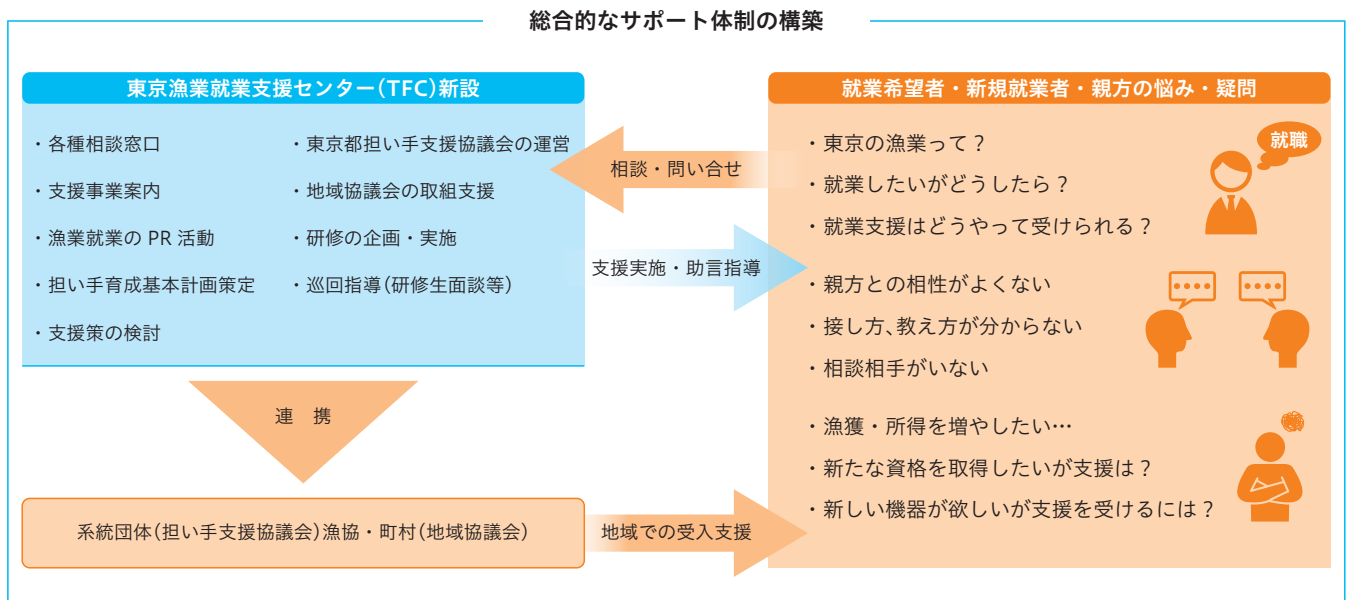 総合的なサポート体制の構築
東京漁業就業支援センター(TFC)新設
・各種相談窓口
・支援事業案内
・漁業就業の PR 活動
・担い手育成基本計画策定
・支援策の検討
・東京都担い手支援協議会の運営
・地域協議会の取組支援
・研修の企画・実施
・巡回指導(研修生面談等)
相談・問い合せ
支援実施・助言指導
就業希望者・新規就業者・親方の悩み・疑問
・東京の漁業って？
・就業したいがどうしたら？
・就業支援はどうやって受けられる？
就職
・親方との相性がよくない
・接し方、教え方が分からない
・相談相手がいない
・漁獲・所得を増やしたい…
・新たな資格を取得したいが支援は？
・新しい機器が欲しいが支援を受けるには？
連　携
系統団体(担い手支援協議会)漁協・町村(地域協議会)
地域での受入支援